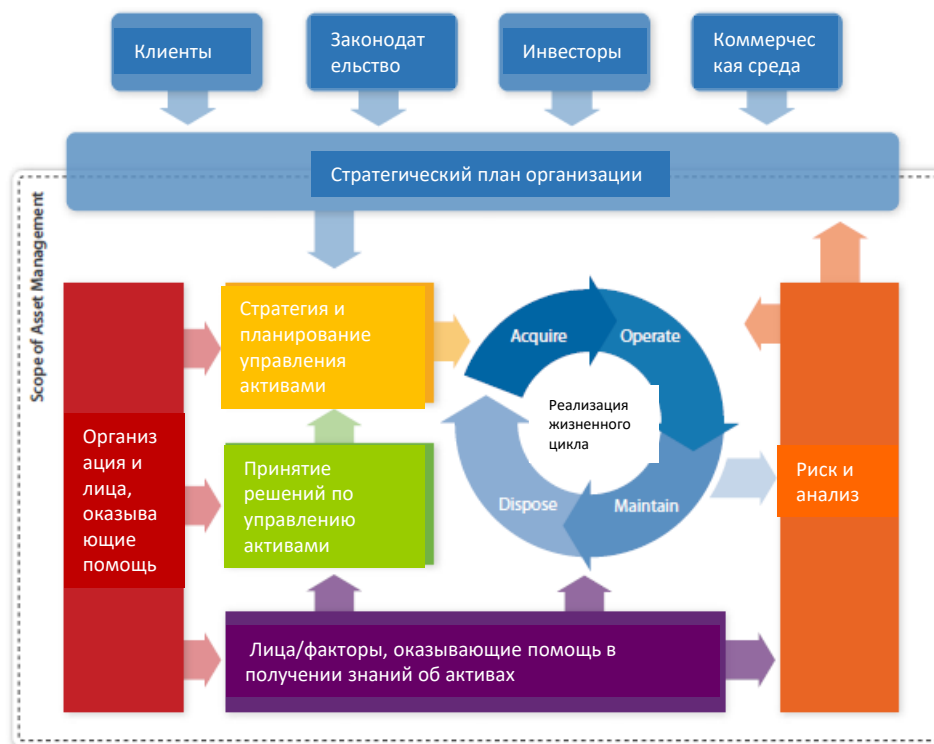 Клиенты
Законодат
ельство
Инвесторы
Коммерчес
кая среда
Стратегический план организации
Scope of Asset Management
Стратегия и
планирование
управления
активами
Acquire
Operate
Реализация
жизненного
цикла
Организ
ация и
лица,
оказыва
ющие
помощь
Принятие
решений по
управлению
активами
Dispose
Maintain
Риск и
анализ
Лица/факторы, оказывающие помощь в
получении знаний об активах